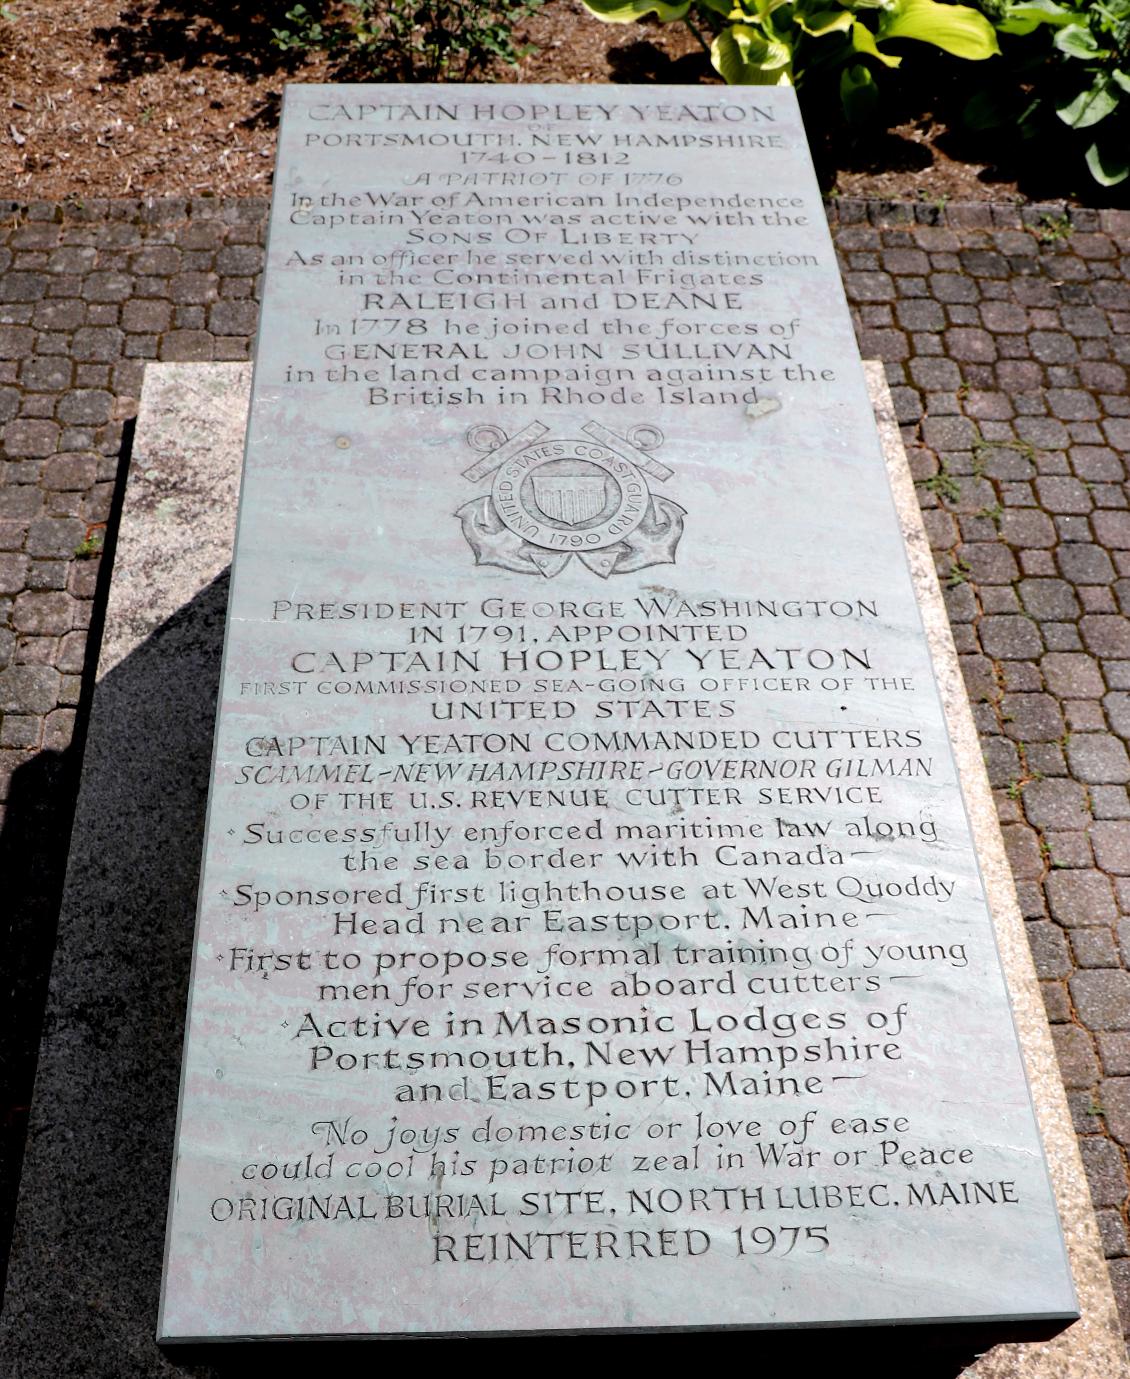 CAPTAIN HOPLEY YEATON
OF
PORTSMOUTH, NEW HAMPSHIRE
1740-1812
A PATRIOT OF 1776
In the War of American Independence
Captain Yeaton was active with the
SONS OF LIBERTY
As an officer he served with distinction
in the Continental Frigates
RALEIGH and DEANE
In 1778 he joined the forces of
GENERAL JOHN SULLIVAN
in the land campaign against the
British in Rhode Island
UNITED STATES COAST GUARD
1790
PRESIDENT GEORGE WASHINGTON
IN 1791, APPOINTED
CAPTAIN HOPLEY YEATON
FIRST COMMISSIONED SEA-GOING OFFICER OF THE
UNITED STATES
CAPTAIN YEATON COMMANDED CUTTERS
SCAMMEL-NEW HAMPSHIRE-GOVERNOR GILMAN
OF THE U.S. REVENUE CUTTER SERVICE
· Successfully enforced maritime law along
the sea border with Canada —
· Sponsored first lighthouse at West Quoddy
Head near Eastport, Maine —
· First to propose formal training of young
men for service aboard cutters —
· Active in Masonic Lodges of
Portsmouth, New Hampshire
and Eastport, Maine —
No joys domestic or love of ease
could cool his patriot zeal in War or Peace
ORIGINAL BURIAL SITE, NORTH LUBEC, MAINE
REINTERRED 1975